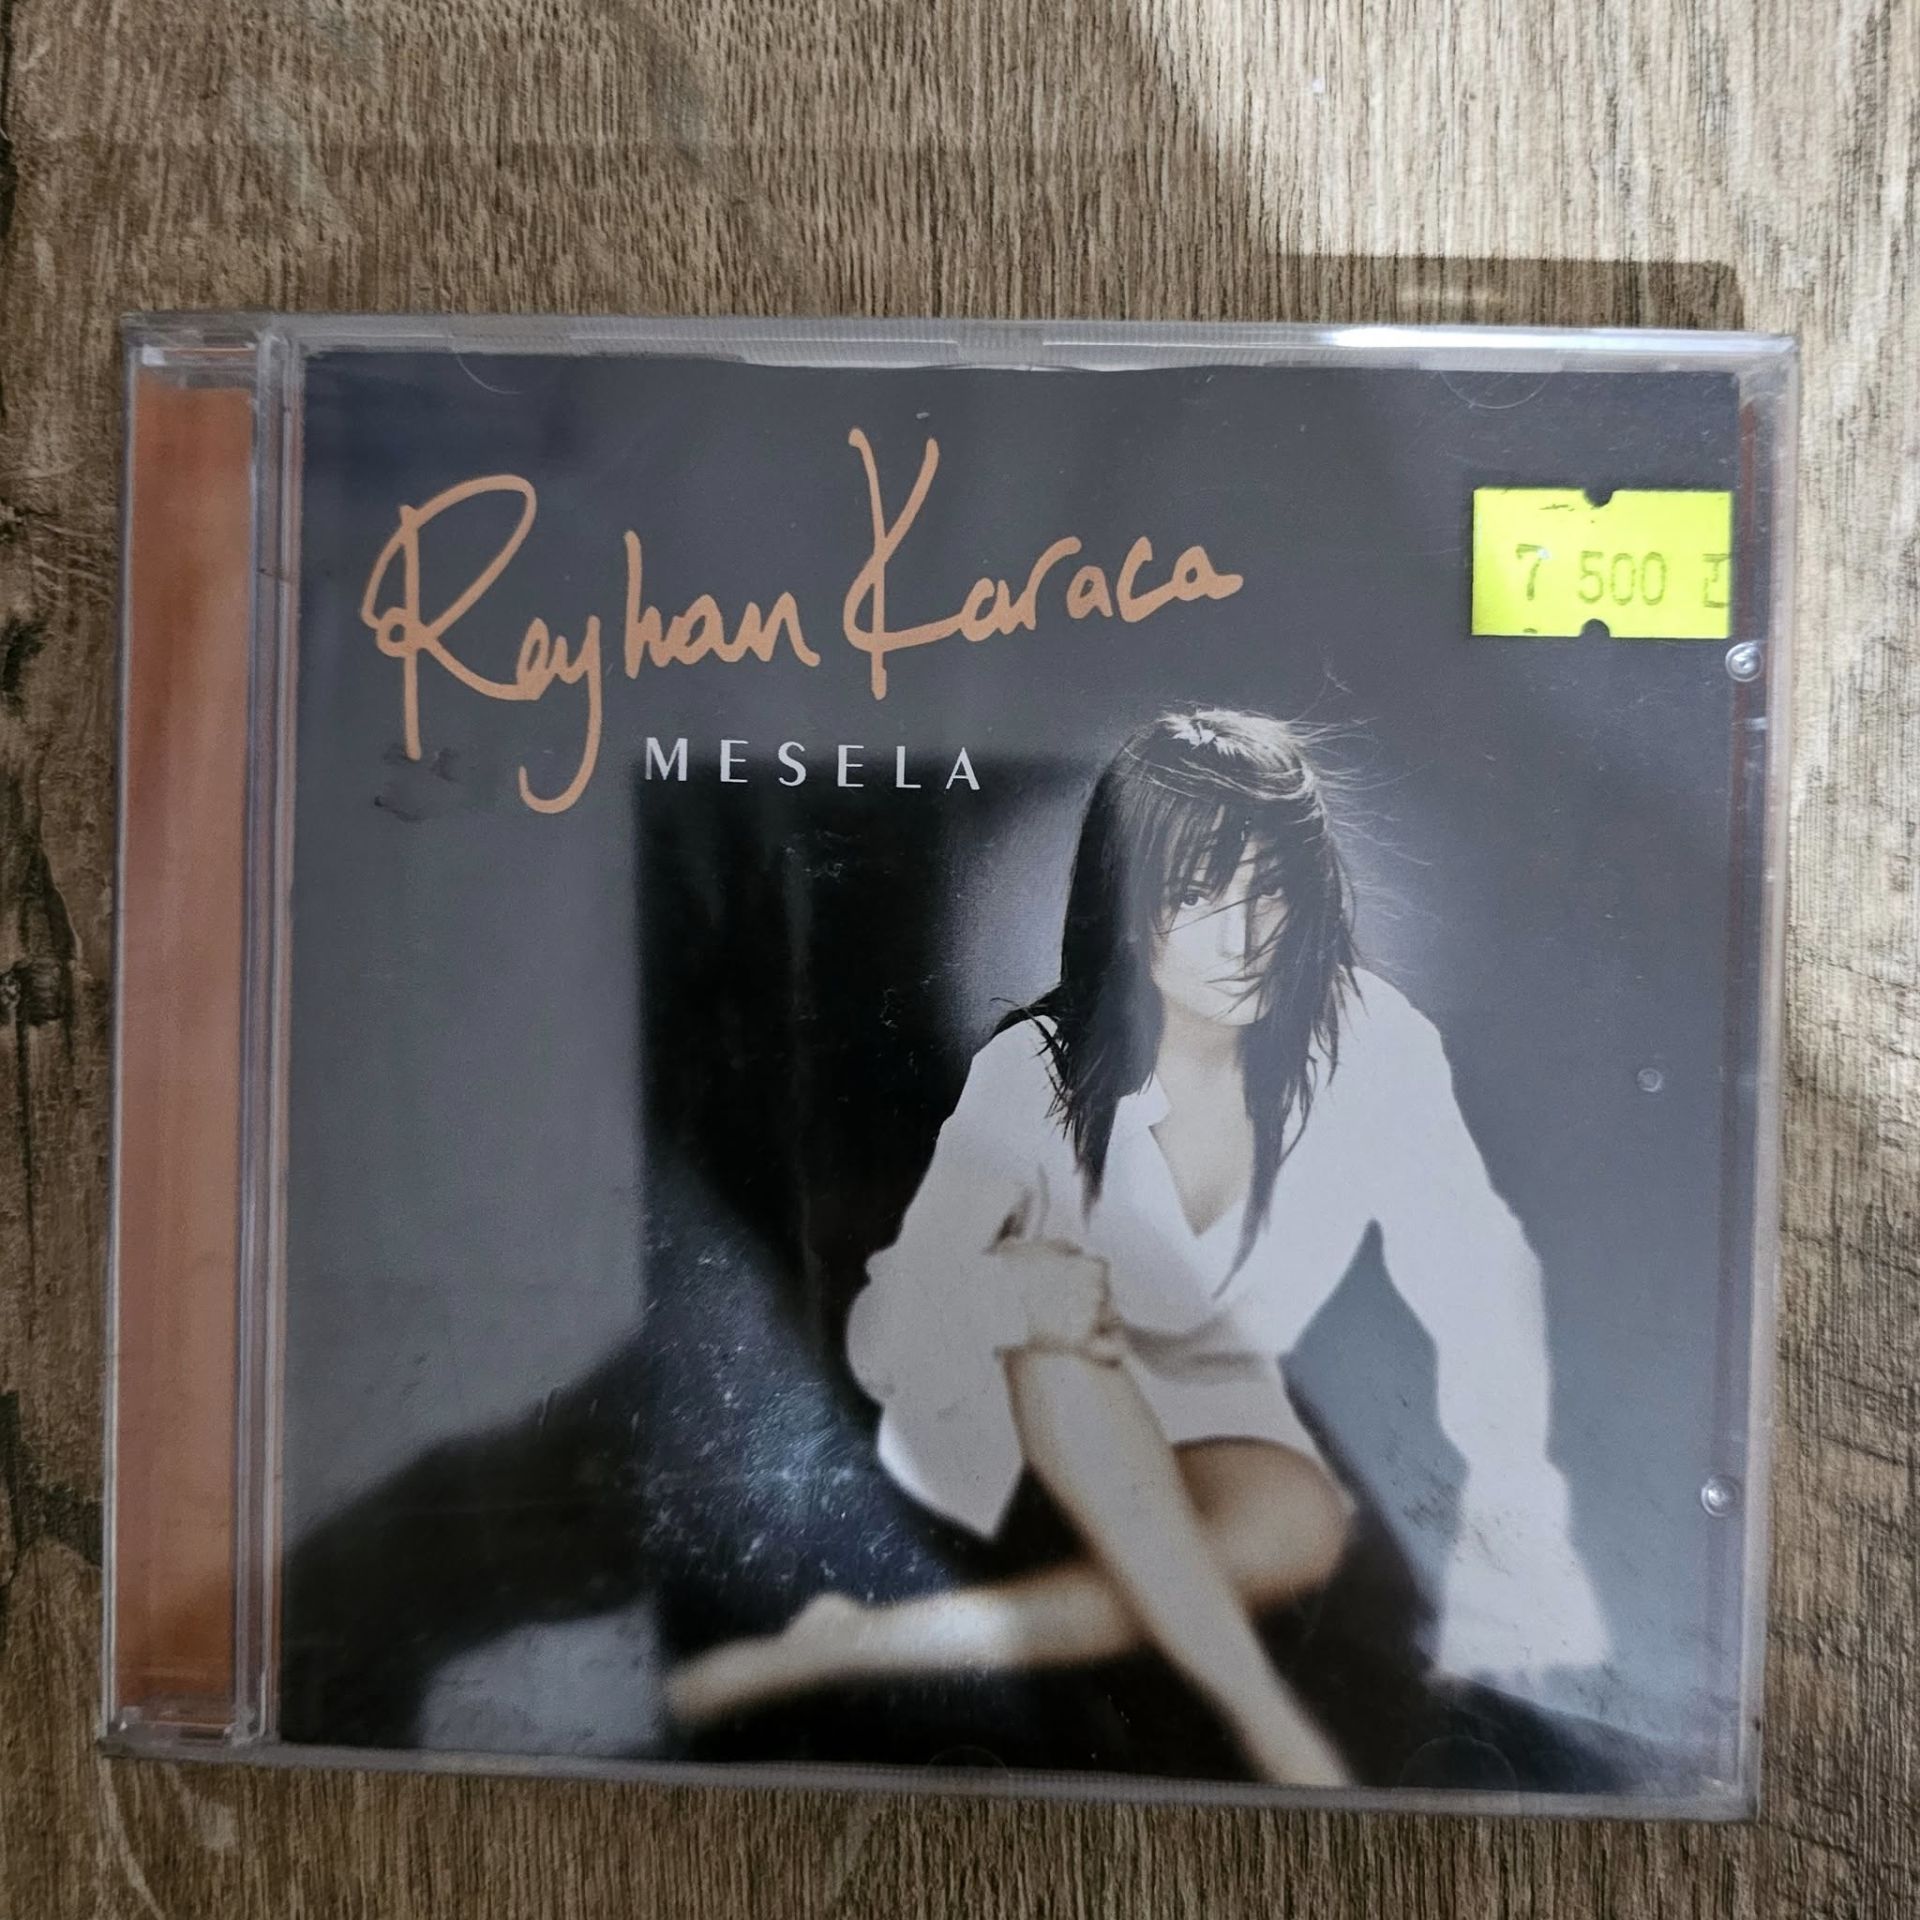 Reyhan Karaca
MESELA
7 500